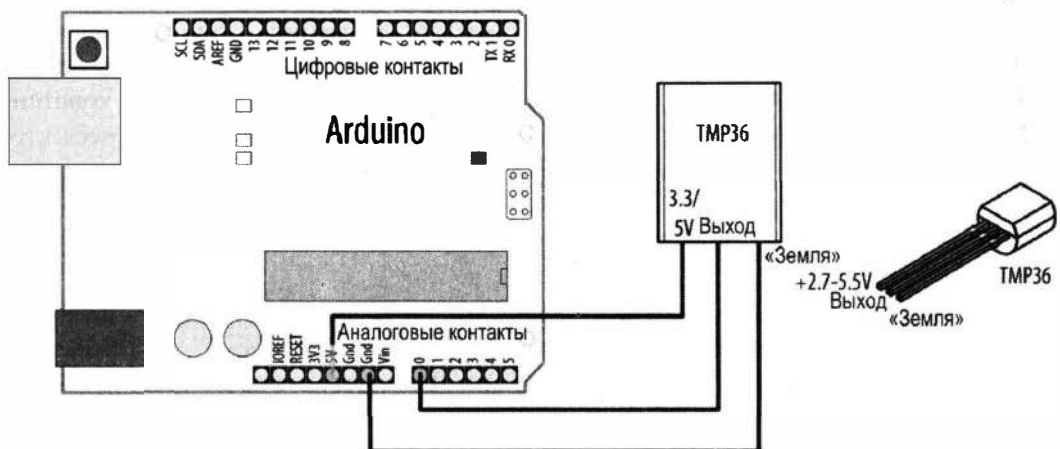 SCL
SDA
AREF
GND
13
12
11
10
9
8
7
6
5
4
3
2
TX 1
RX 0
Цифровые контакты
Arduino
TMP36
3.3/
5V Выход
«Земля»
+2.7–5.5V
Выход
«Земля»
TMP36
Аналоговые контакты
IOREF
RESET
3V3
5V
Gnd
Gnd
Vin
0
1
2
3
4
5